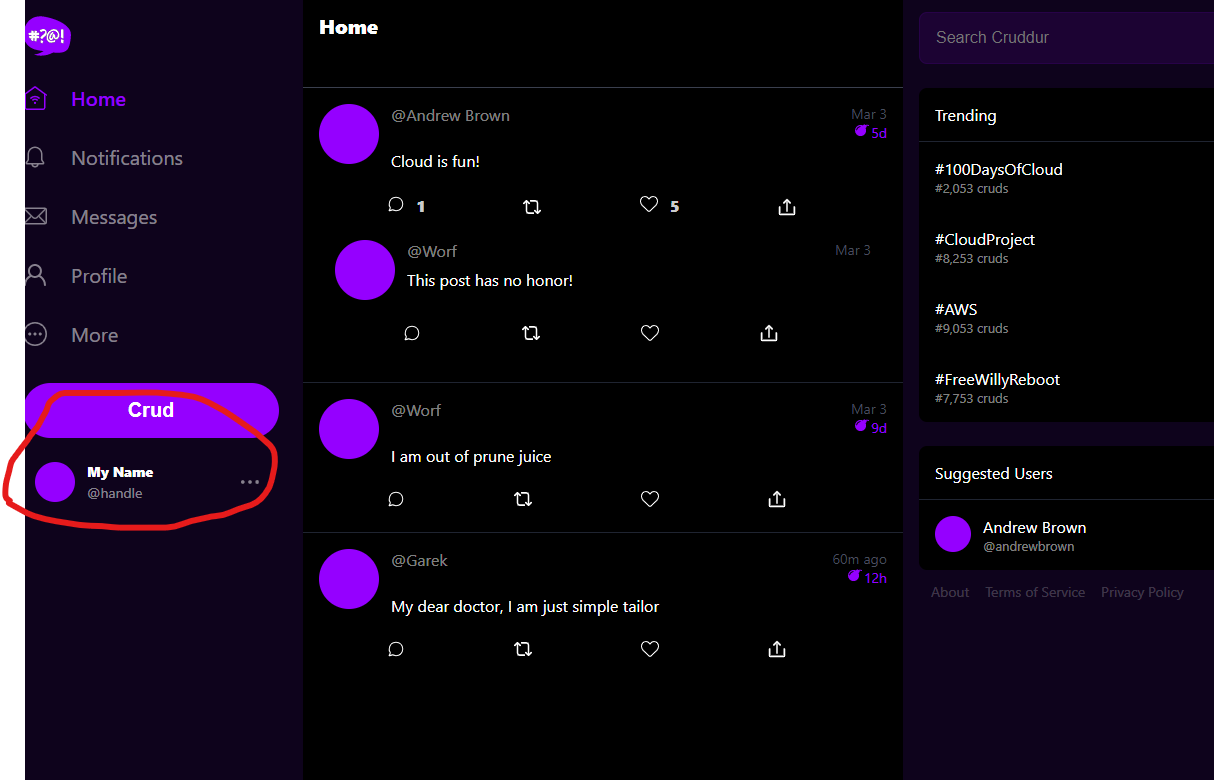 #?@!
Home
Notifications
Messages
Profile
More
Crud
My Name
@handle
Home
@Andrew Brown
Mar 3
5d
Cloud is fun!
1
5
@Worf
Mar 3
This post has no honor!
@Worf
Mar 3
9d
I am out of prune juice
@Garek
60m ago
12h
My dear doctor, I am just simple tailor
Search Cruddur
Trending
#100DaysOfCloud
#2,053 cruds
#CloudProject
#8,253 cruds
#AWS
#9,053 cruds
#FreeWillyReboot
#7,753 cruds
Suggested Users
Andrew Brown
@andrewbrown
About Terms of Service Privacy Policy